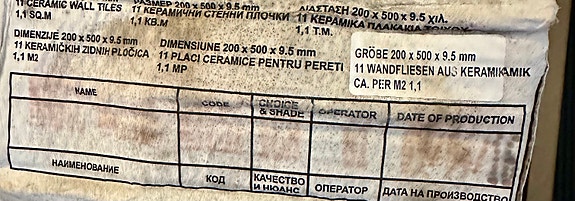 11 CERAMIC WALL TILES
1,1 SQ.M
РАЗМЕР 200 x 500 x 9.5 mm
11 КЕРАМИЧНИ СТЕННИ ПЛОЧКИ
1,1 КВ.М
ΔΙΑΣΤΑΣΗ 200 x 500 x 9.5 χιλ.
11 ΚΕΡΑΜΙΚΑ ΠΛΑΚΑΚΙΑ ΤΟΙΧΟΥ
1,1 Τ.Μ.
DIMENZIJE 200 x 500 x 9.5 mm
11 KERAMIČKIH ZIDNIH PLOČICA
1,1 M2
DIMENSIUNE 200 x 500 x 9.5 mm
11 PLACI CERAMICE PENTRU PERETI
1,1 MP
GRÖBE 200 x 500 x 9.5 mm
11 WANDFLIESEN AUS KERAMIKAMIK
CA. PER M2 1,1
NAME
CODE
CHOICE
& SHADE
OPERATOR
DATE OF PRODUCTION
НАИМЕНОВАНИЕ
КОД
КАЧЕСТВО
И НЮАНС
ОПЕРАТОР
ДАТА НА ПРОИЗВОДСТВО